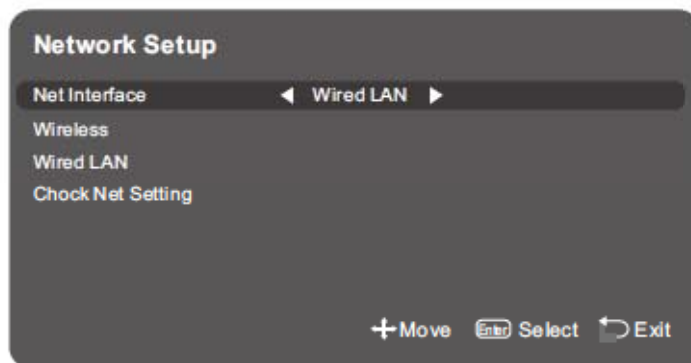 Network Setup
Net Interface Wired LAN
Wireless
Wired LAN
Chock Net Setting
Move Enter Select Exit